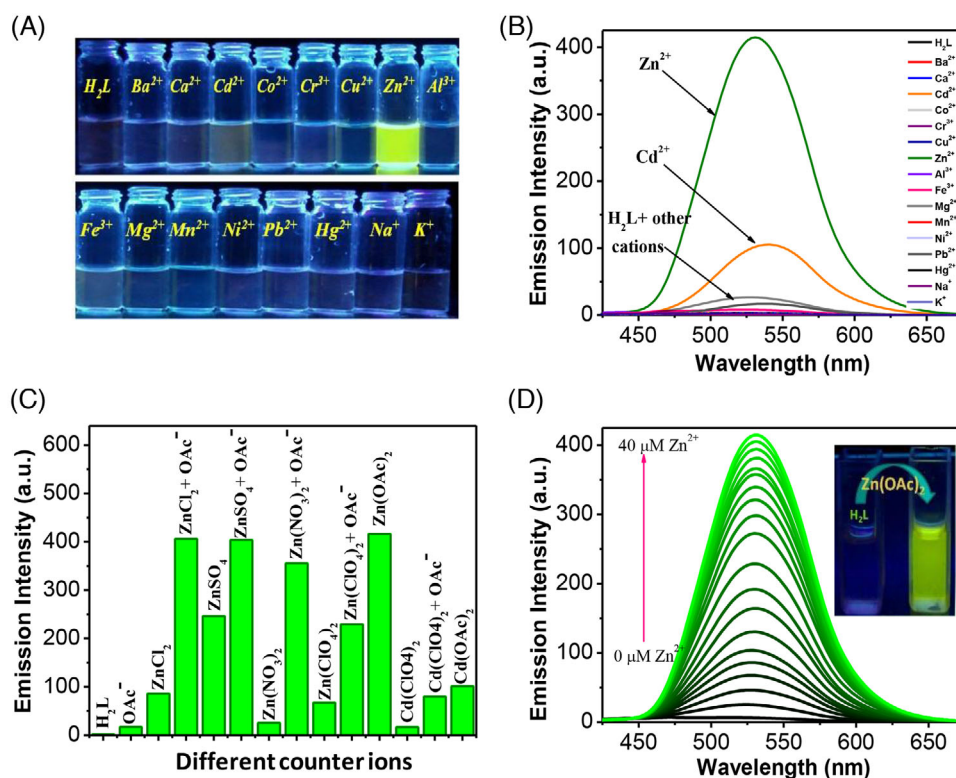 (A)
H₂L Ba²⁺ Ca²⁺ Cd²⁺ Co²⁺ Cr³⁺ Cu²⁺ Zn²⁺ Al³⁺
Fe³⁺ Mg²⁺ Mn²⁺ Ni²⁺ Pb²⁺ Hg²⁺ Na⁺ K⁺
(B)
Emission Intensity (a.u.)
400
300
200
100
0
450 500 550 600 650
Wavelength (nm)
Zn²⁺
Cd²⁺
H₂L+ other
cations
H₂L
Ba²⁺
Ca²⁺
Cd²⁺
Co²⁺
Cr³⁺
Cu²⁺
Zn²⁺
Al³⁺
Fe³⁺
Mg²⁺
Mn²⁺
Ni²⁺
Pb²⁺
Hg²⁺
Na⁺
K⁺
(C)
Emission Intensity (a.u.)
600
500
400
300
200
100
0
H₂L
OAc⁻
ZnCl₂
ZnCl₂ + OAc⁻
ZnSO₄
ZnSO₄ + OAc⁻
Zn(NO₃)₂
Zn(NO₃)₂ + OAc⁻
Zn(ClO₄)₂
Zn(ClO₄)₂ + OAc⁻
Zn(OAc)₂
Cd(ClO4)₂
Cd(ClO4)₂ + OAc⁻
Cd(OAc)₂
Different counter ions
(D)
Emission Intensity (a.u.)
400
300
200
100
0
450 500 550 600 650
Wavelength (nm)
40 μM Zn²⁺
0 μM Zn²⁺
Zn(OAc)₂
H₂L